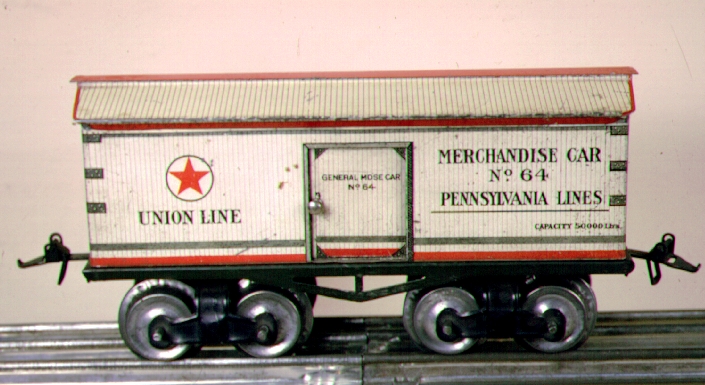 UNION LINE
GENERAL MDSE CAR
No 64
MERCHANDISE CAR
No 64
PENNSYLVANIA LINES
CAPACITY 50000 Lbs.